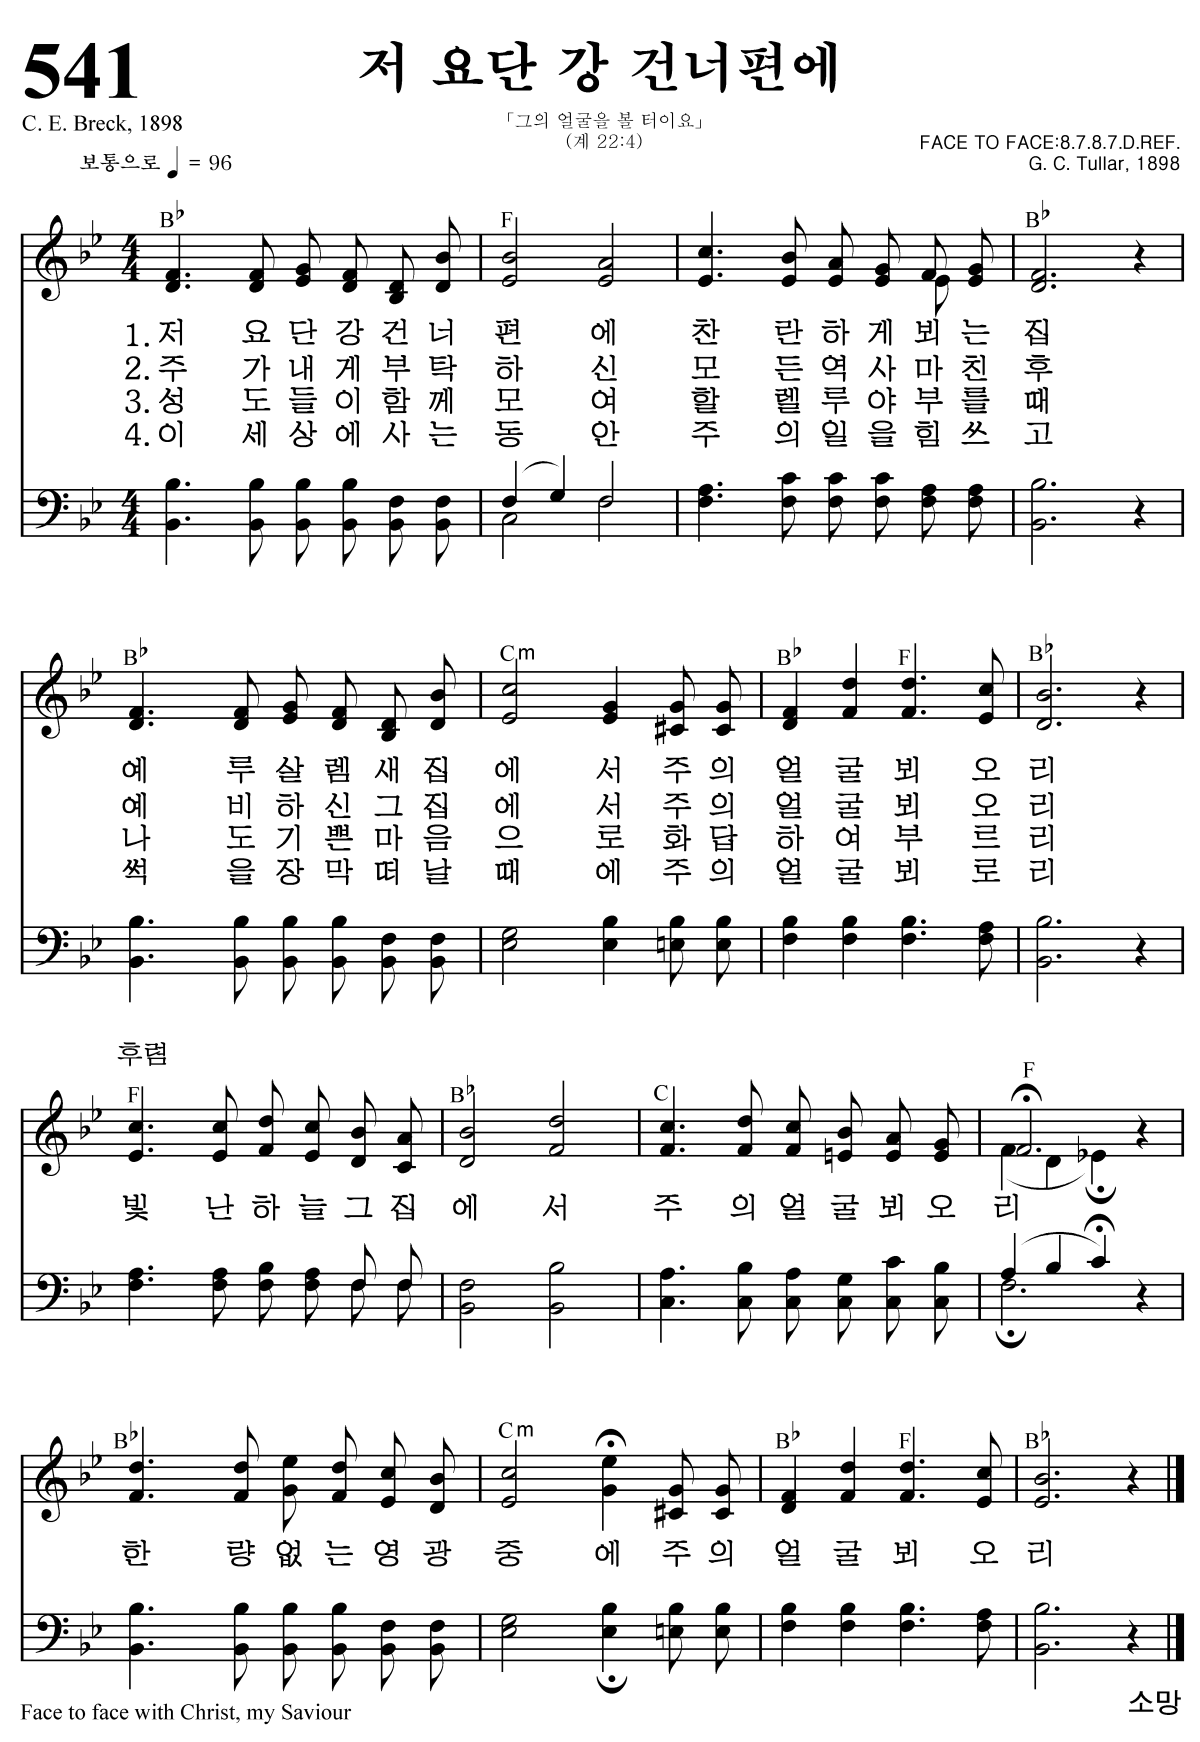 541
저 요단 강 건너편에
C. E. Breck, 1898
「그의 얼굴을 볼 터이요」
(계 22:4)
FACE TO FACE:8.7.8.7.D.REF.
보통으로 ♩ = 96
G. C. Tullar, 1898
B♭ F B♭
1. 저 요 단 강 건 너 편 에 찬 란 하 게 뵈 는 집
2. 주 가 내 게 부 탁 하 신 모 든 역 사 마 친 후
3. 성 도 들 이 함 께 모 여 할 렐 루 야 부 를 때
4. 이 세 상 에 사 는 동 안 주 의 일 을 힘 쓰 고
B♭ Cm B♭ F B♭
예 루 살 렘 새 집 에 서 주 의 얼 굴 뵈 오 리
예 비 하 신 그 집 에 서 주 의 얼 굴 뵈 오 리
나 도 기 쁜 마 음 으 로 화 답 하 여 부 르 리
썩 을 장 막 떠 날 때 에 주 의 얼 굴 뵈 로 리
후렴
F B♭ C F
빛 난 하 늘 그 집 에 서 주 의 얼 굴 뵈 오 리
B♭ Cm B♭ F B♭
한 량 없 는 영 광 중 에 주 의 얼 굴 뵈 오 리
Face to face with Christ, my Saviour
소망